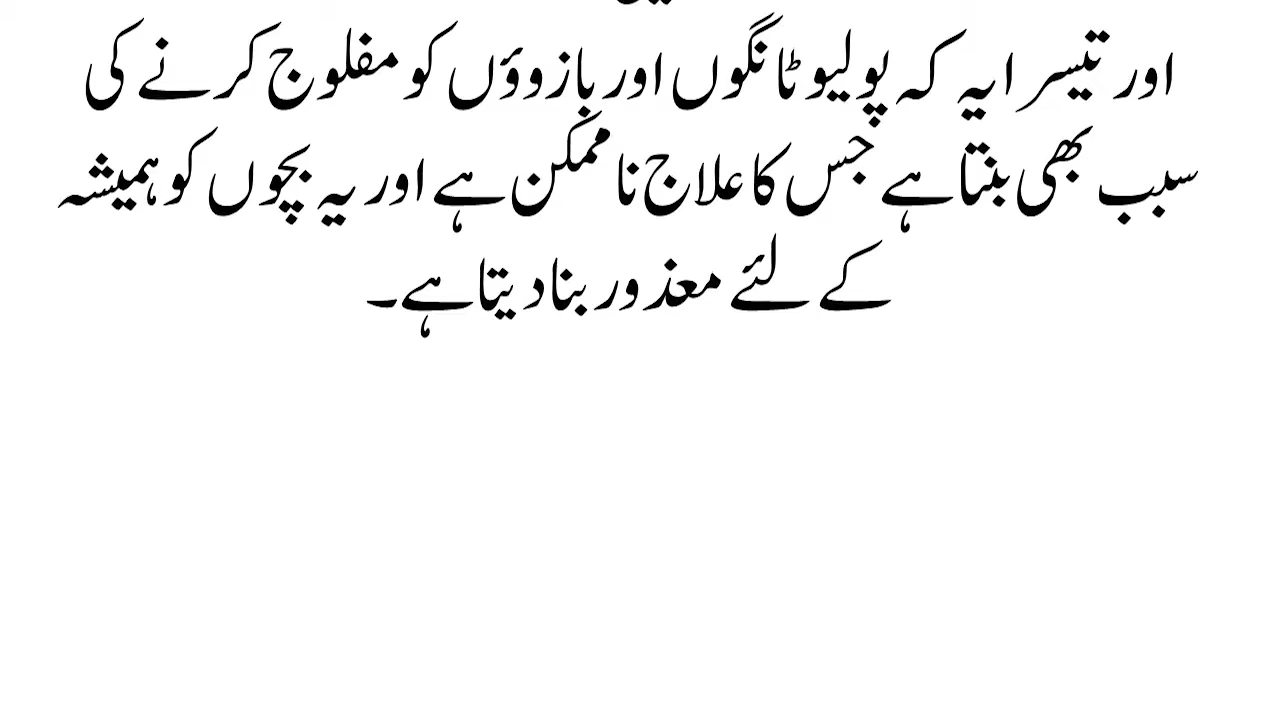 اور تیسرا یہ کہ پولیو ٹانگوں اور بازوؤں کو مفلوج کرنے کی
سبب بھی بنتا ہے جس کا علاج ناممکن ہے اور یہ بچوں کو ہمیشہ
کے لئے معذور بنا دیتا ہے۔